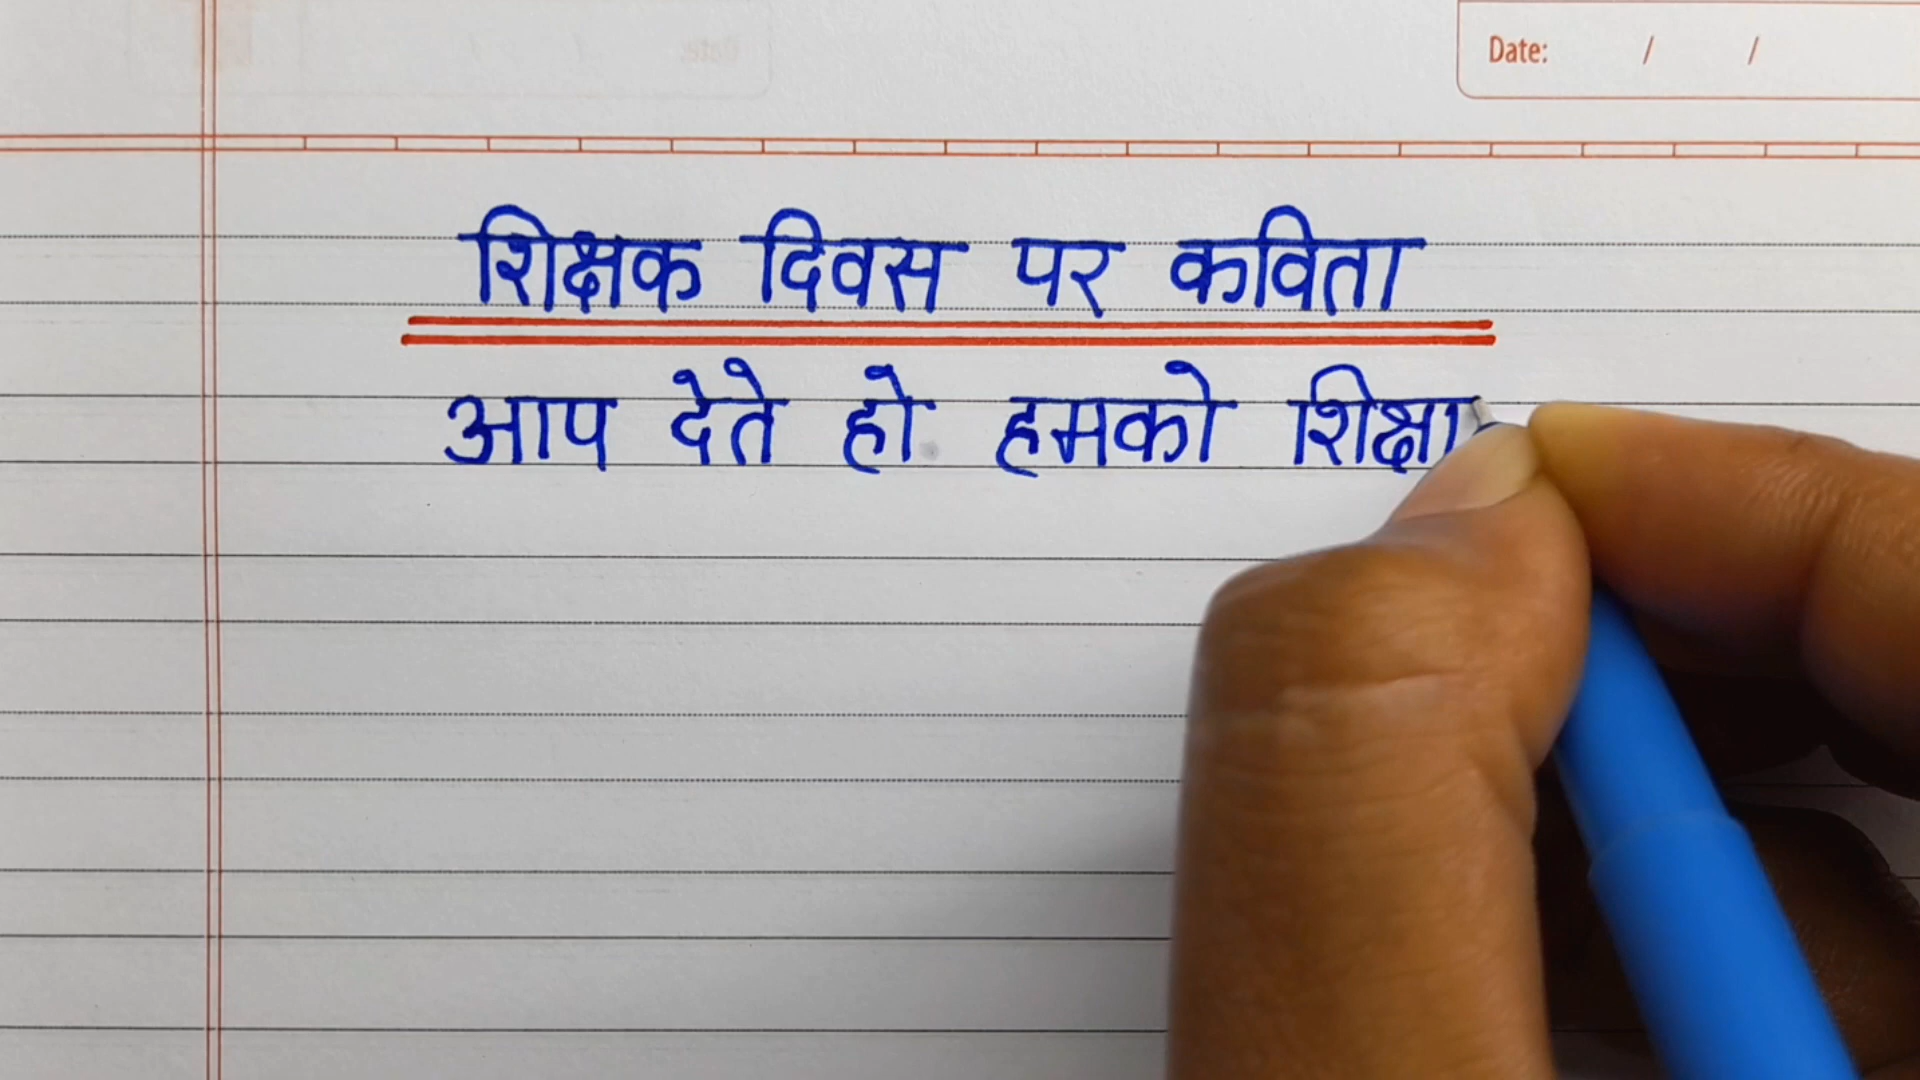 Date: / /
शिक्षक दिवस पर कविता
आप देते हो हमको शिक्षा